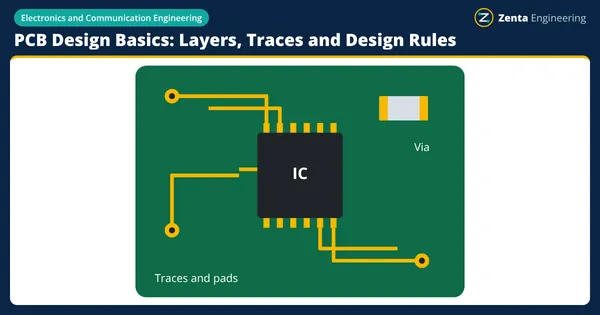 Electronics and Communication Engineering
Zenta Engineering
PCB Design Basics: Layers, Traces and Design Rules
Via
IC
Traces and pads